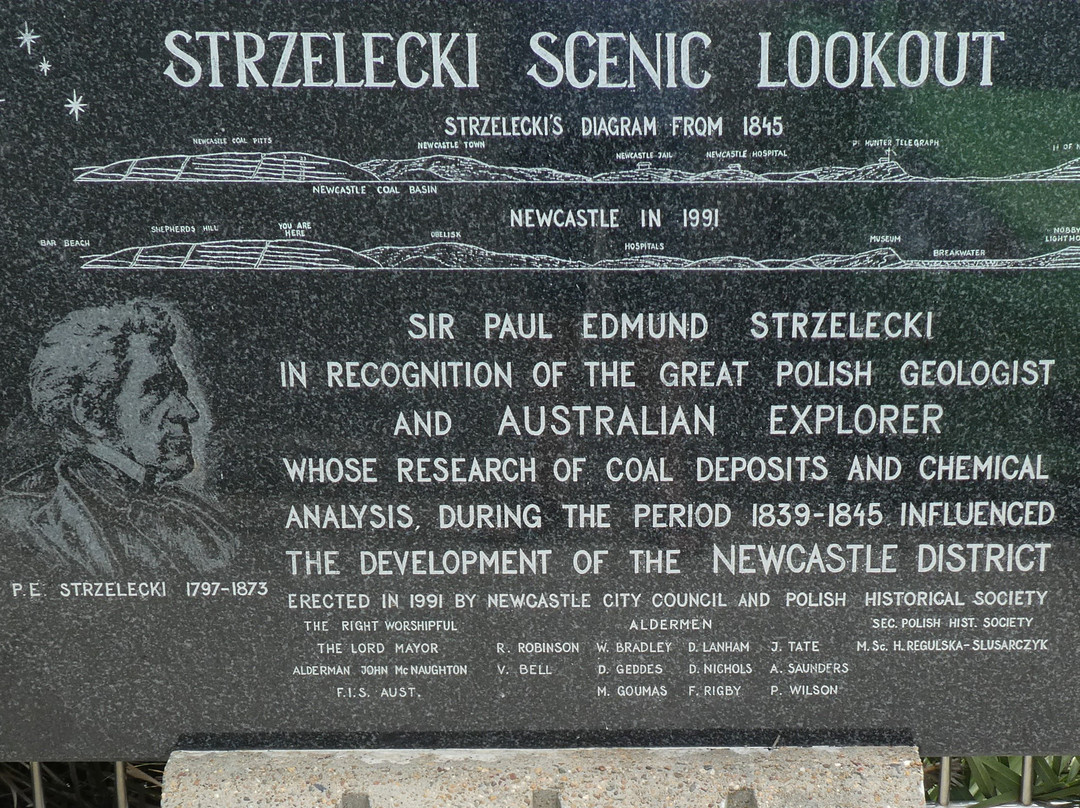 STRZELECKI SCENIC LOOKOUT
STRZELECKI'S DIAGRAM FROM 1845
NEWCASTLE COAL PITTS NEWCASTLE TOWN NEWCASTLE JAIL NEWCASTLE HOSPITAL HUNTER TELEGRAPH
NEWCASTLE COAL BASIN
NEWCASTLE IN 1991
BAR BEACH SHEPHERDS HILL YOU ARE HERE OBELISK HOSPITALS MUSEUM BREAKWATER
SIR PAUL EDMUND STRZELECKI
IN RECOGNITION OF THE GREAT POLISH GEOLOGIST
AND AUSTRALIAN EXPLORER
WHOSE RESEARCH OF COAL DEPOSITS AND CHEMICAL
ANALYSIS, DURING THE PERIOD 1839-1845 INFLUENCED
THE DEVELOPMENT OF THE NEWCASTLE DISTRICT
P.E. STRZELECKI 1797-1873
ERECTED IN 1991 BY NEWCASTLE CITY COUNCIL AND POLISH HISTORICAL SOCIETY
THE RIGHT WORSHIPFUL ALDERMEN SEC. POLISH HIST. SOCIETY
THE LORD MAYOR R. ROBINSON W. BRADLEY D. LANHAM J. TATE M.Sc. H.REGULSKA-SLUSARCZYK
ALDERMAN JOHN McNAUGHTON V. BELL D. GEDDES D. NICHOLS A. SAUNDERS
F.I.S. AUST. M. GOUMAS F. RIGBY P. WILSON